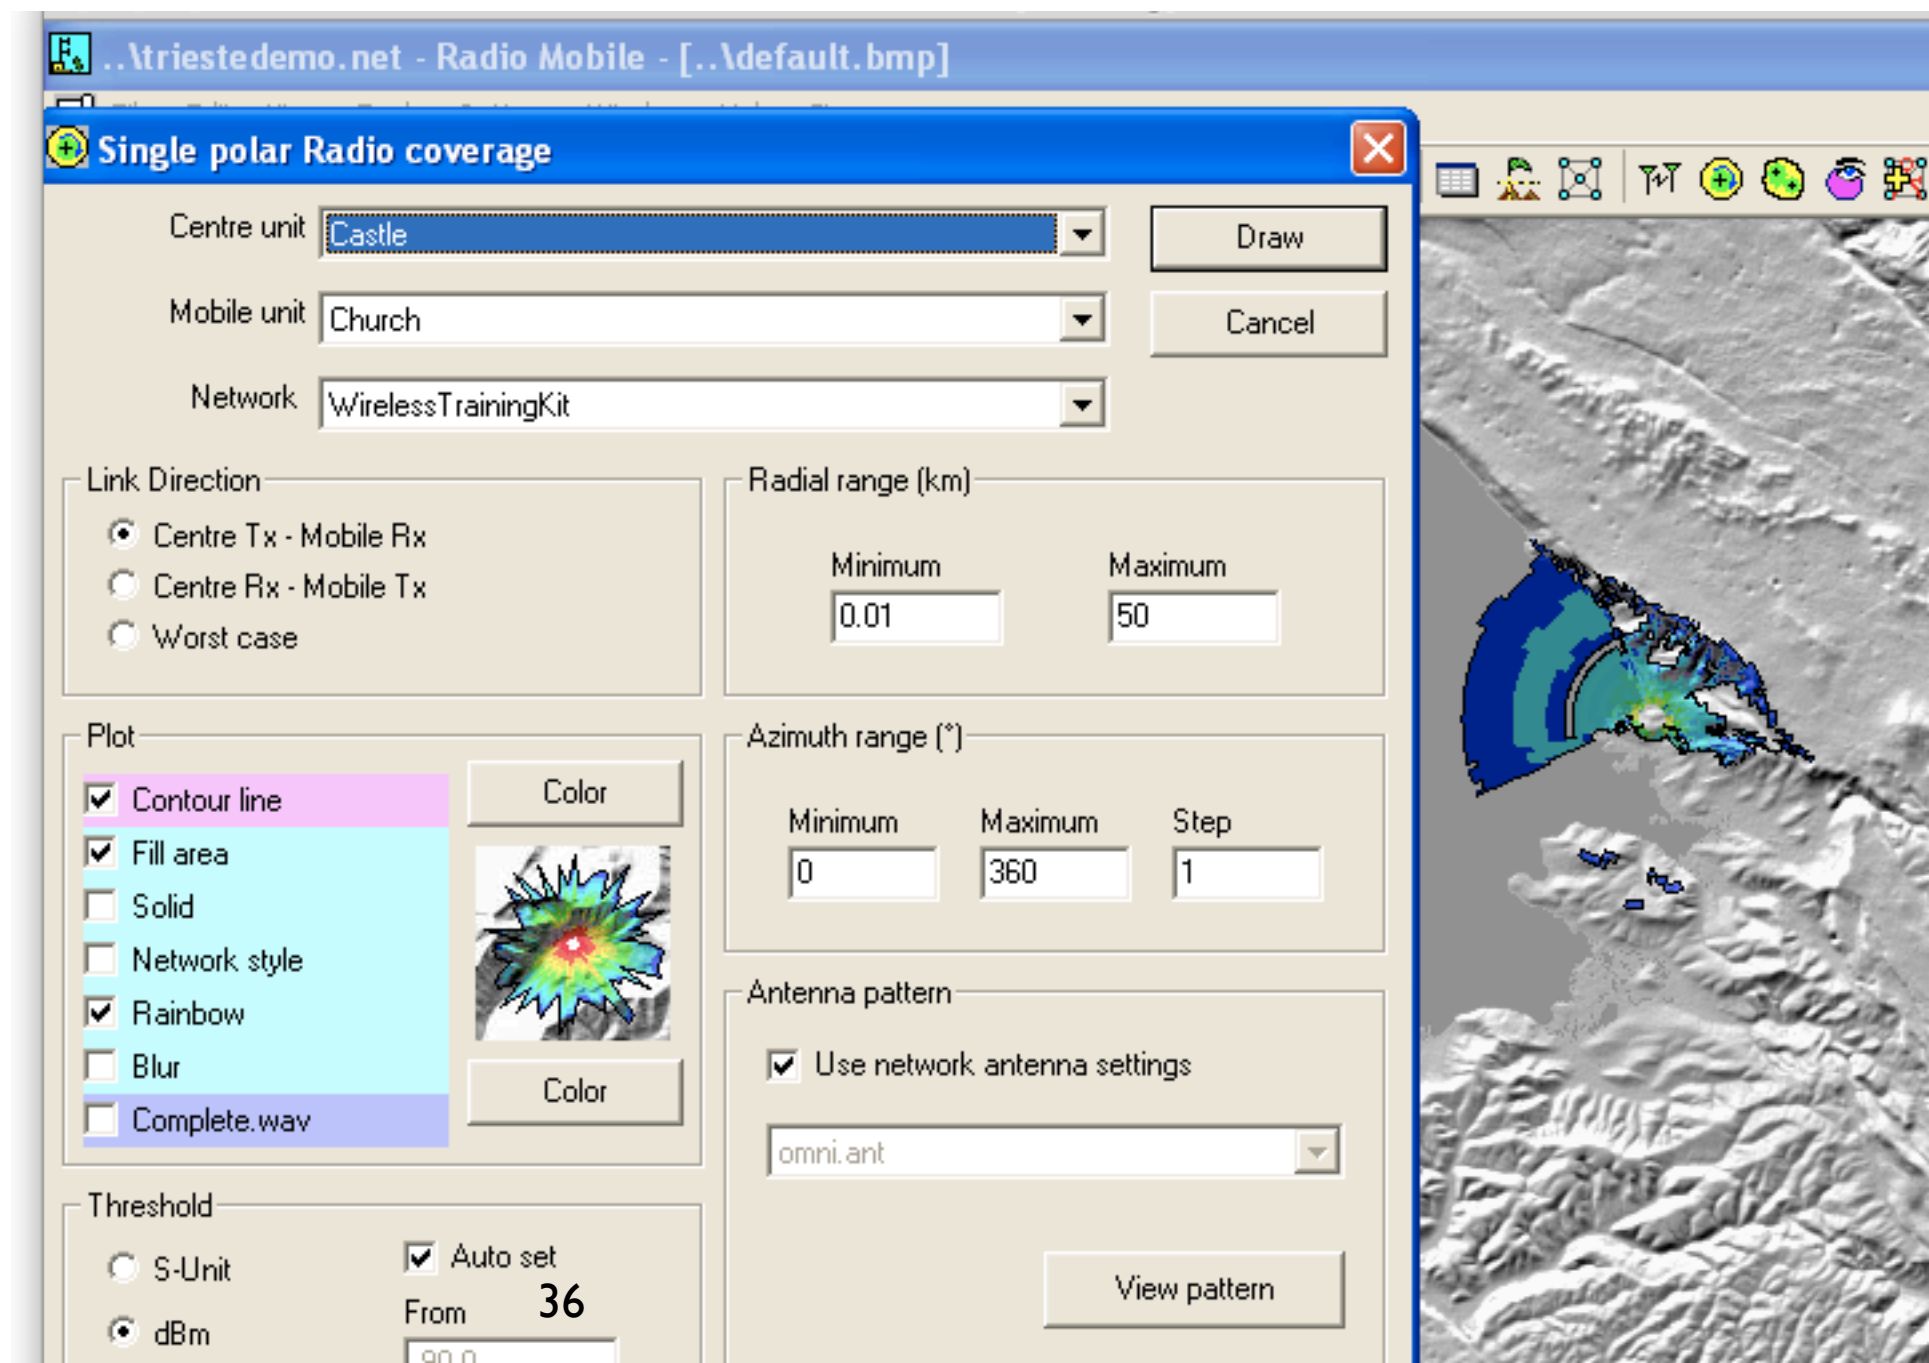 ..\triestedemo.net - Radio Mobile - [..\default.bmp]
Single polar Radio coverage
Centre unit Castle Draw
Mobile unit Church Cancel
Network WirelessTrainingKit
Link Direction
Centre Tx - Mobile Rx
Centre Rx - Mobile Tx
Worst case
Radial range (km)
Minimum Maximum
0.01 50
Plot
Contour line
Fill area
Solid
Network style
Rainbow
Blur
Complete.wav
Color
Color
Azimuth range (°)
Minimum Maximum Step
0 360 1
Antenna pattern
Use network antenna settings
omni.ant
View pattern
Threshold
S-Unit
dBm
Auto set
From
36